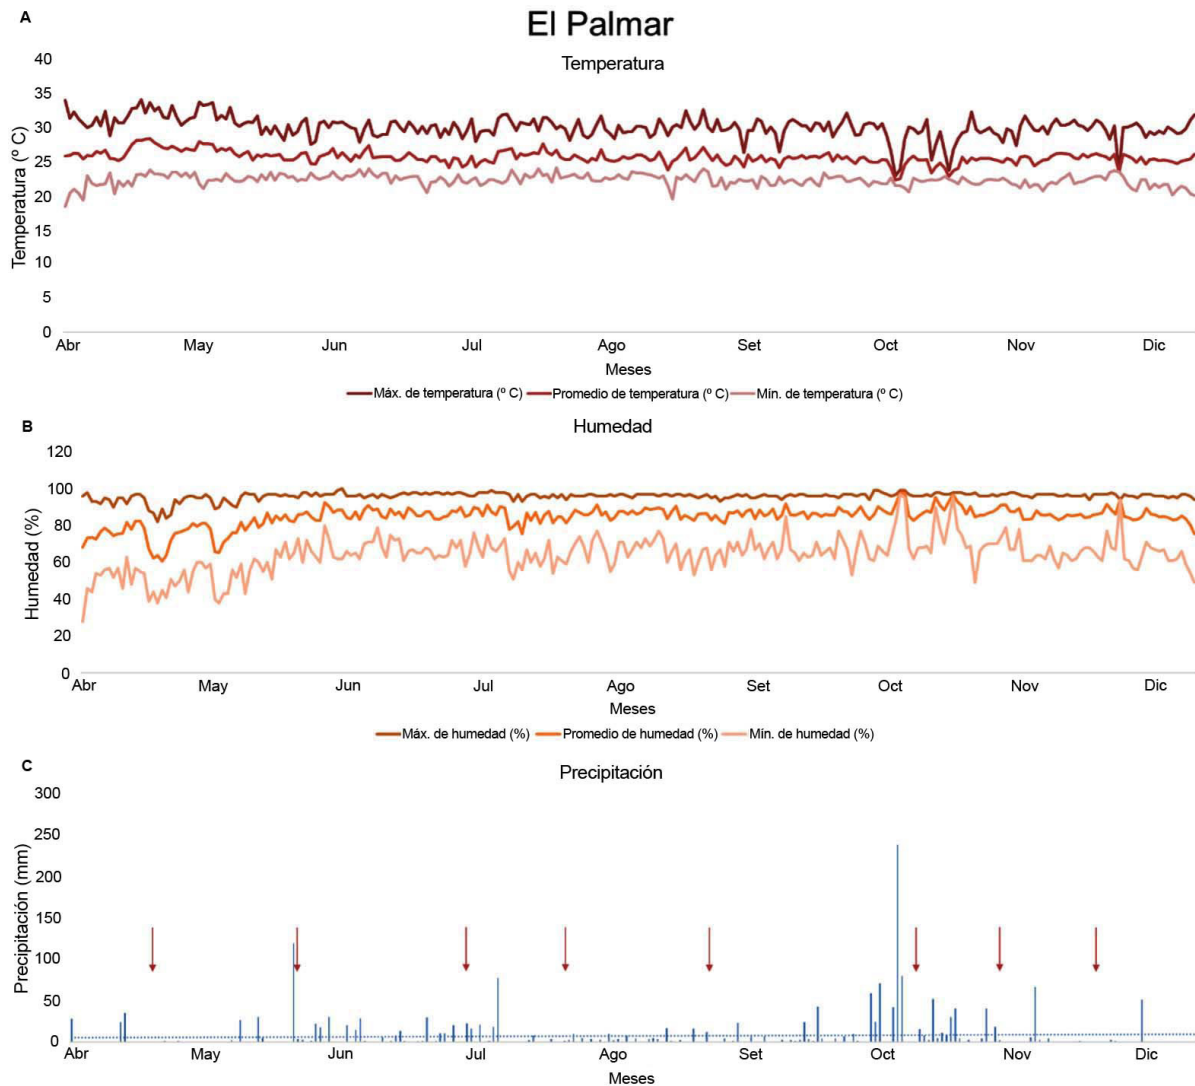 A
El Palmar
Temperatura
40
35
30
25
20
15
10
5
0
Temperatura (º C)
Abr May Jun Jul Ago Set Oct Nov Dic
Meses
Máx. de temperatura (º C) Promedio de temperatura (º C) Mín. de temperatura (º C)
B
Humedad
120
100
80
60
40
20
0
Humedad (%)
Abr May Jun Jul Ago Set Oct Nov Dic
Meses
Máx. de humedad (%) Promedio de humedad (%) Mín. de humedad (%)
C
Precipitación
300
250
200
150
100
50
0
Precipitación (mm)
Abr May Jun Jul Ago Set Oct Nov Dic
Meses